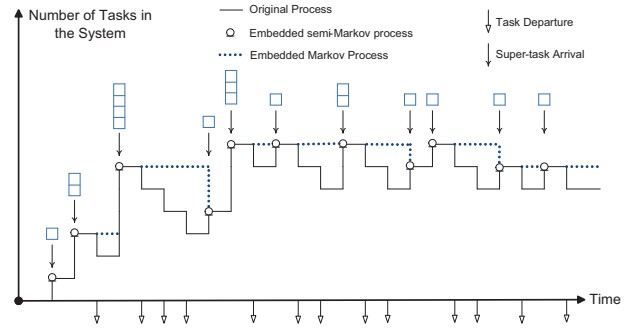 Number of Tasks in
the System
Original Process
Embedded semi-Markov process
Embedded Markov Process
Task Departure
Super-task Arrival
Time